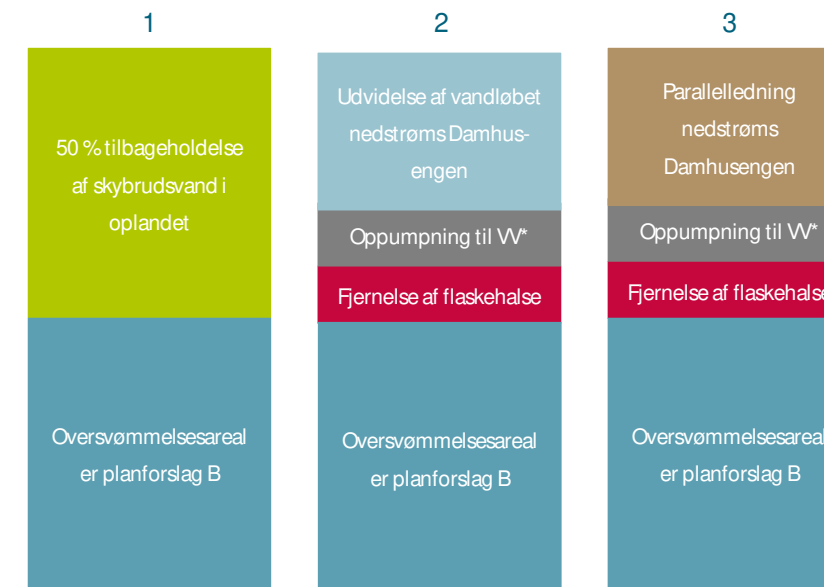 1
50 % tilbageholdelse
af skybrudsvand i
oplandet
Oversvømmelsesareal
er planforslag B
2
Udvidelse af vandløbet
nedstrøms Damhus-
engen
Oppumpning til VV*
Fjernelse af flaskehalse
Oversvømmelsesareal
er planforslag B
3
Parallelledning
nedstrøms
Damhusengen
Oppumpning til VV*
Fjernelse af flaskehalse
Oversvømmelsesareal
er planforslag B